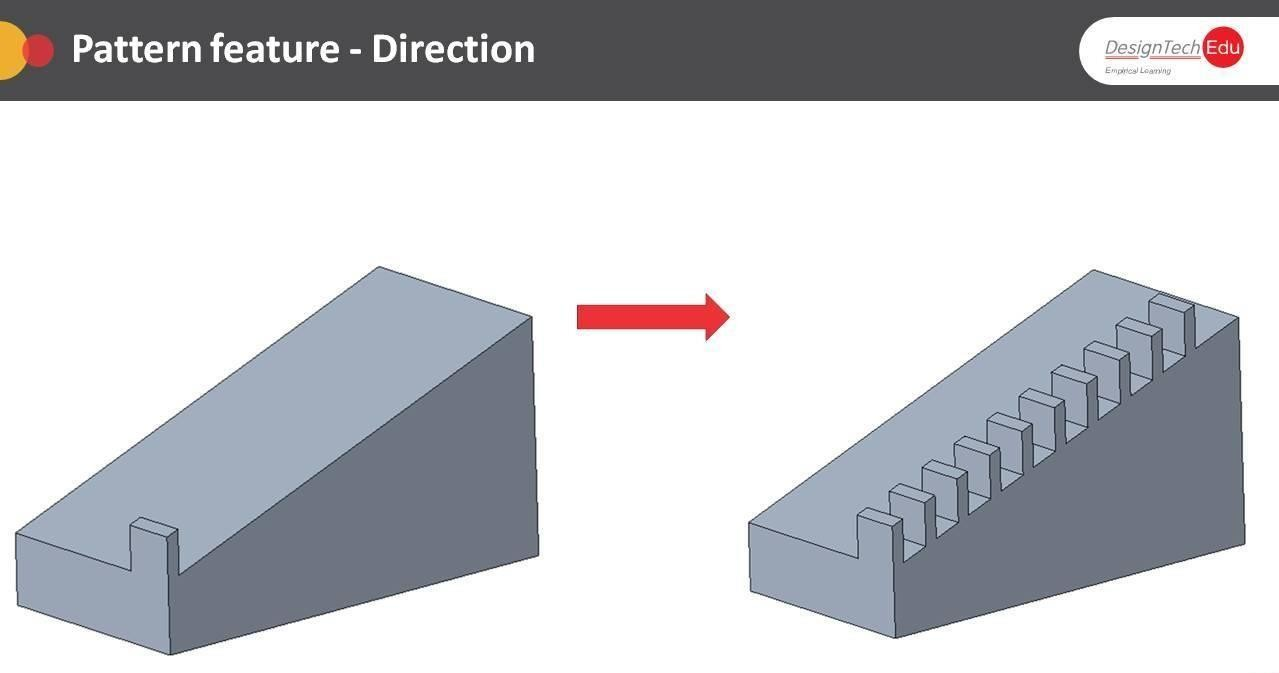 Pattern feature - Direction
DesignTech Edu
Empirical Learning